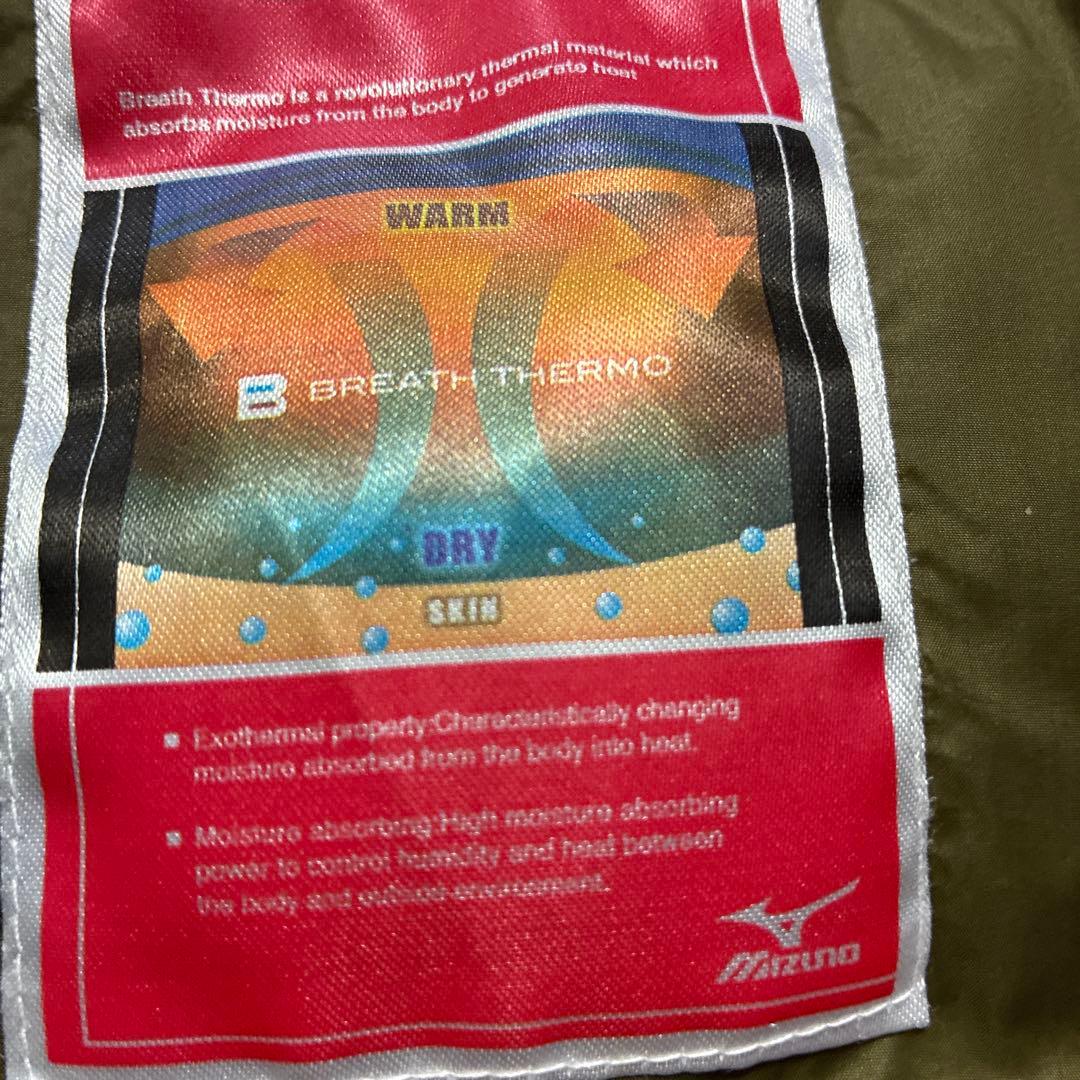 Breath Thermo is a revolutionary thermal material which
absorbs moisture from the body to generate heat
WARM
B BREATH THERMO
DRY
SKIN
▪ Exothermal property:Characteristically changing
moisture absorbed from the body into heat.
▪ Moisture absorbing:High moisture absorbing
power to control humidity and heat between
the body and outside environment.
MIZUNO